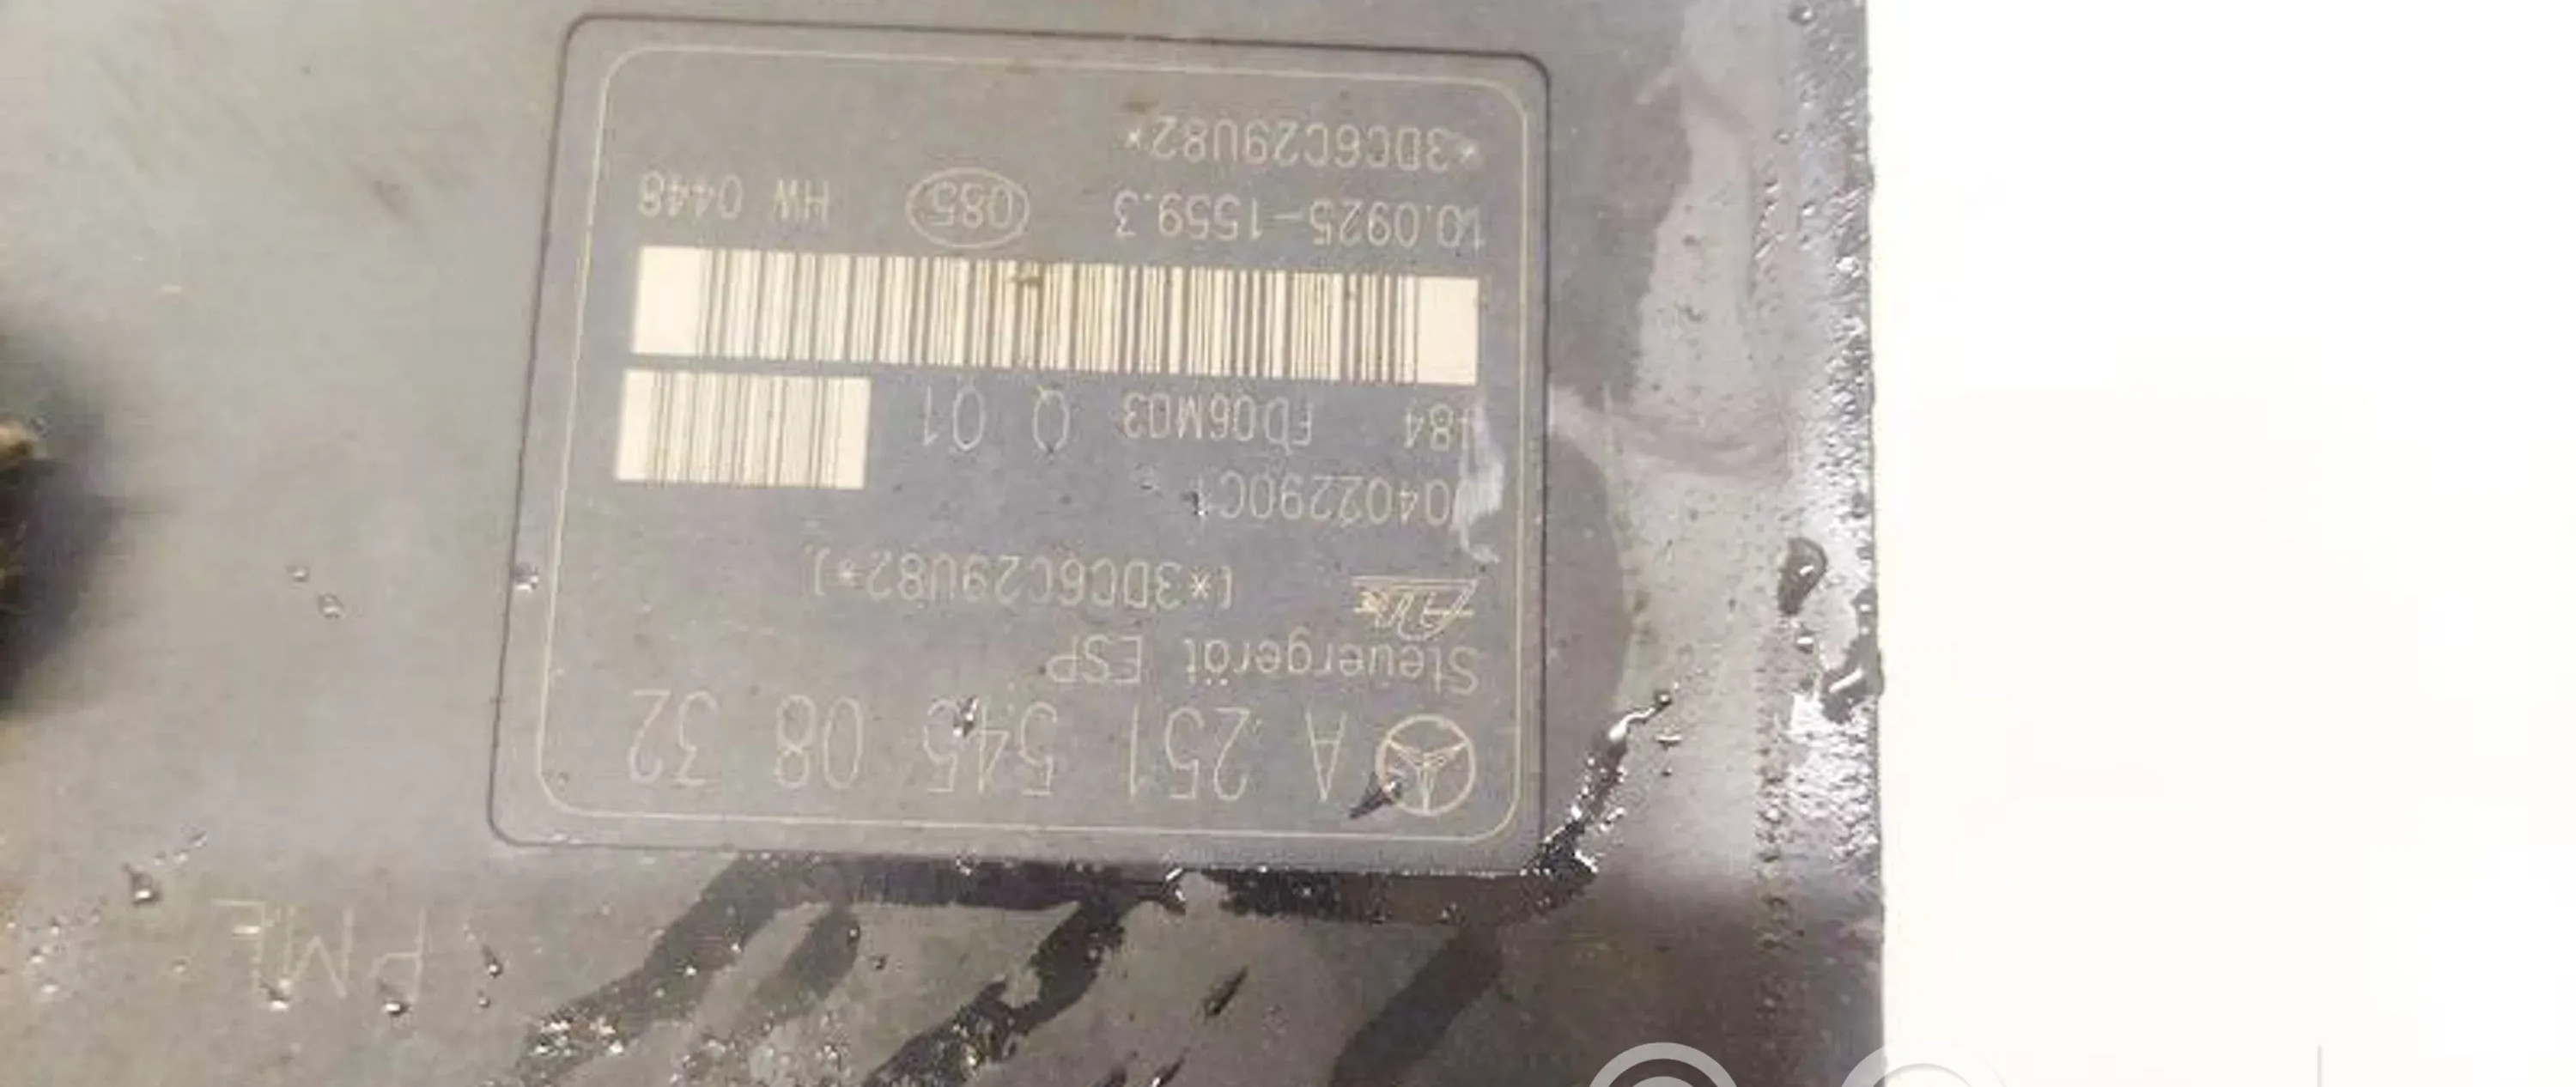 A 251 545 08 32
Steuergerät ESP
(*3DC6C29U82*)
0402290C1
484 FD06M03 Q 01
10.0925-1559.3 085 HW 0448
*3DC6C29U82*
PML